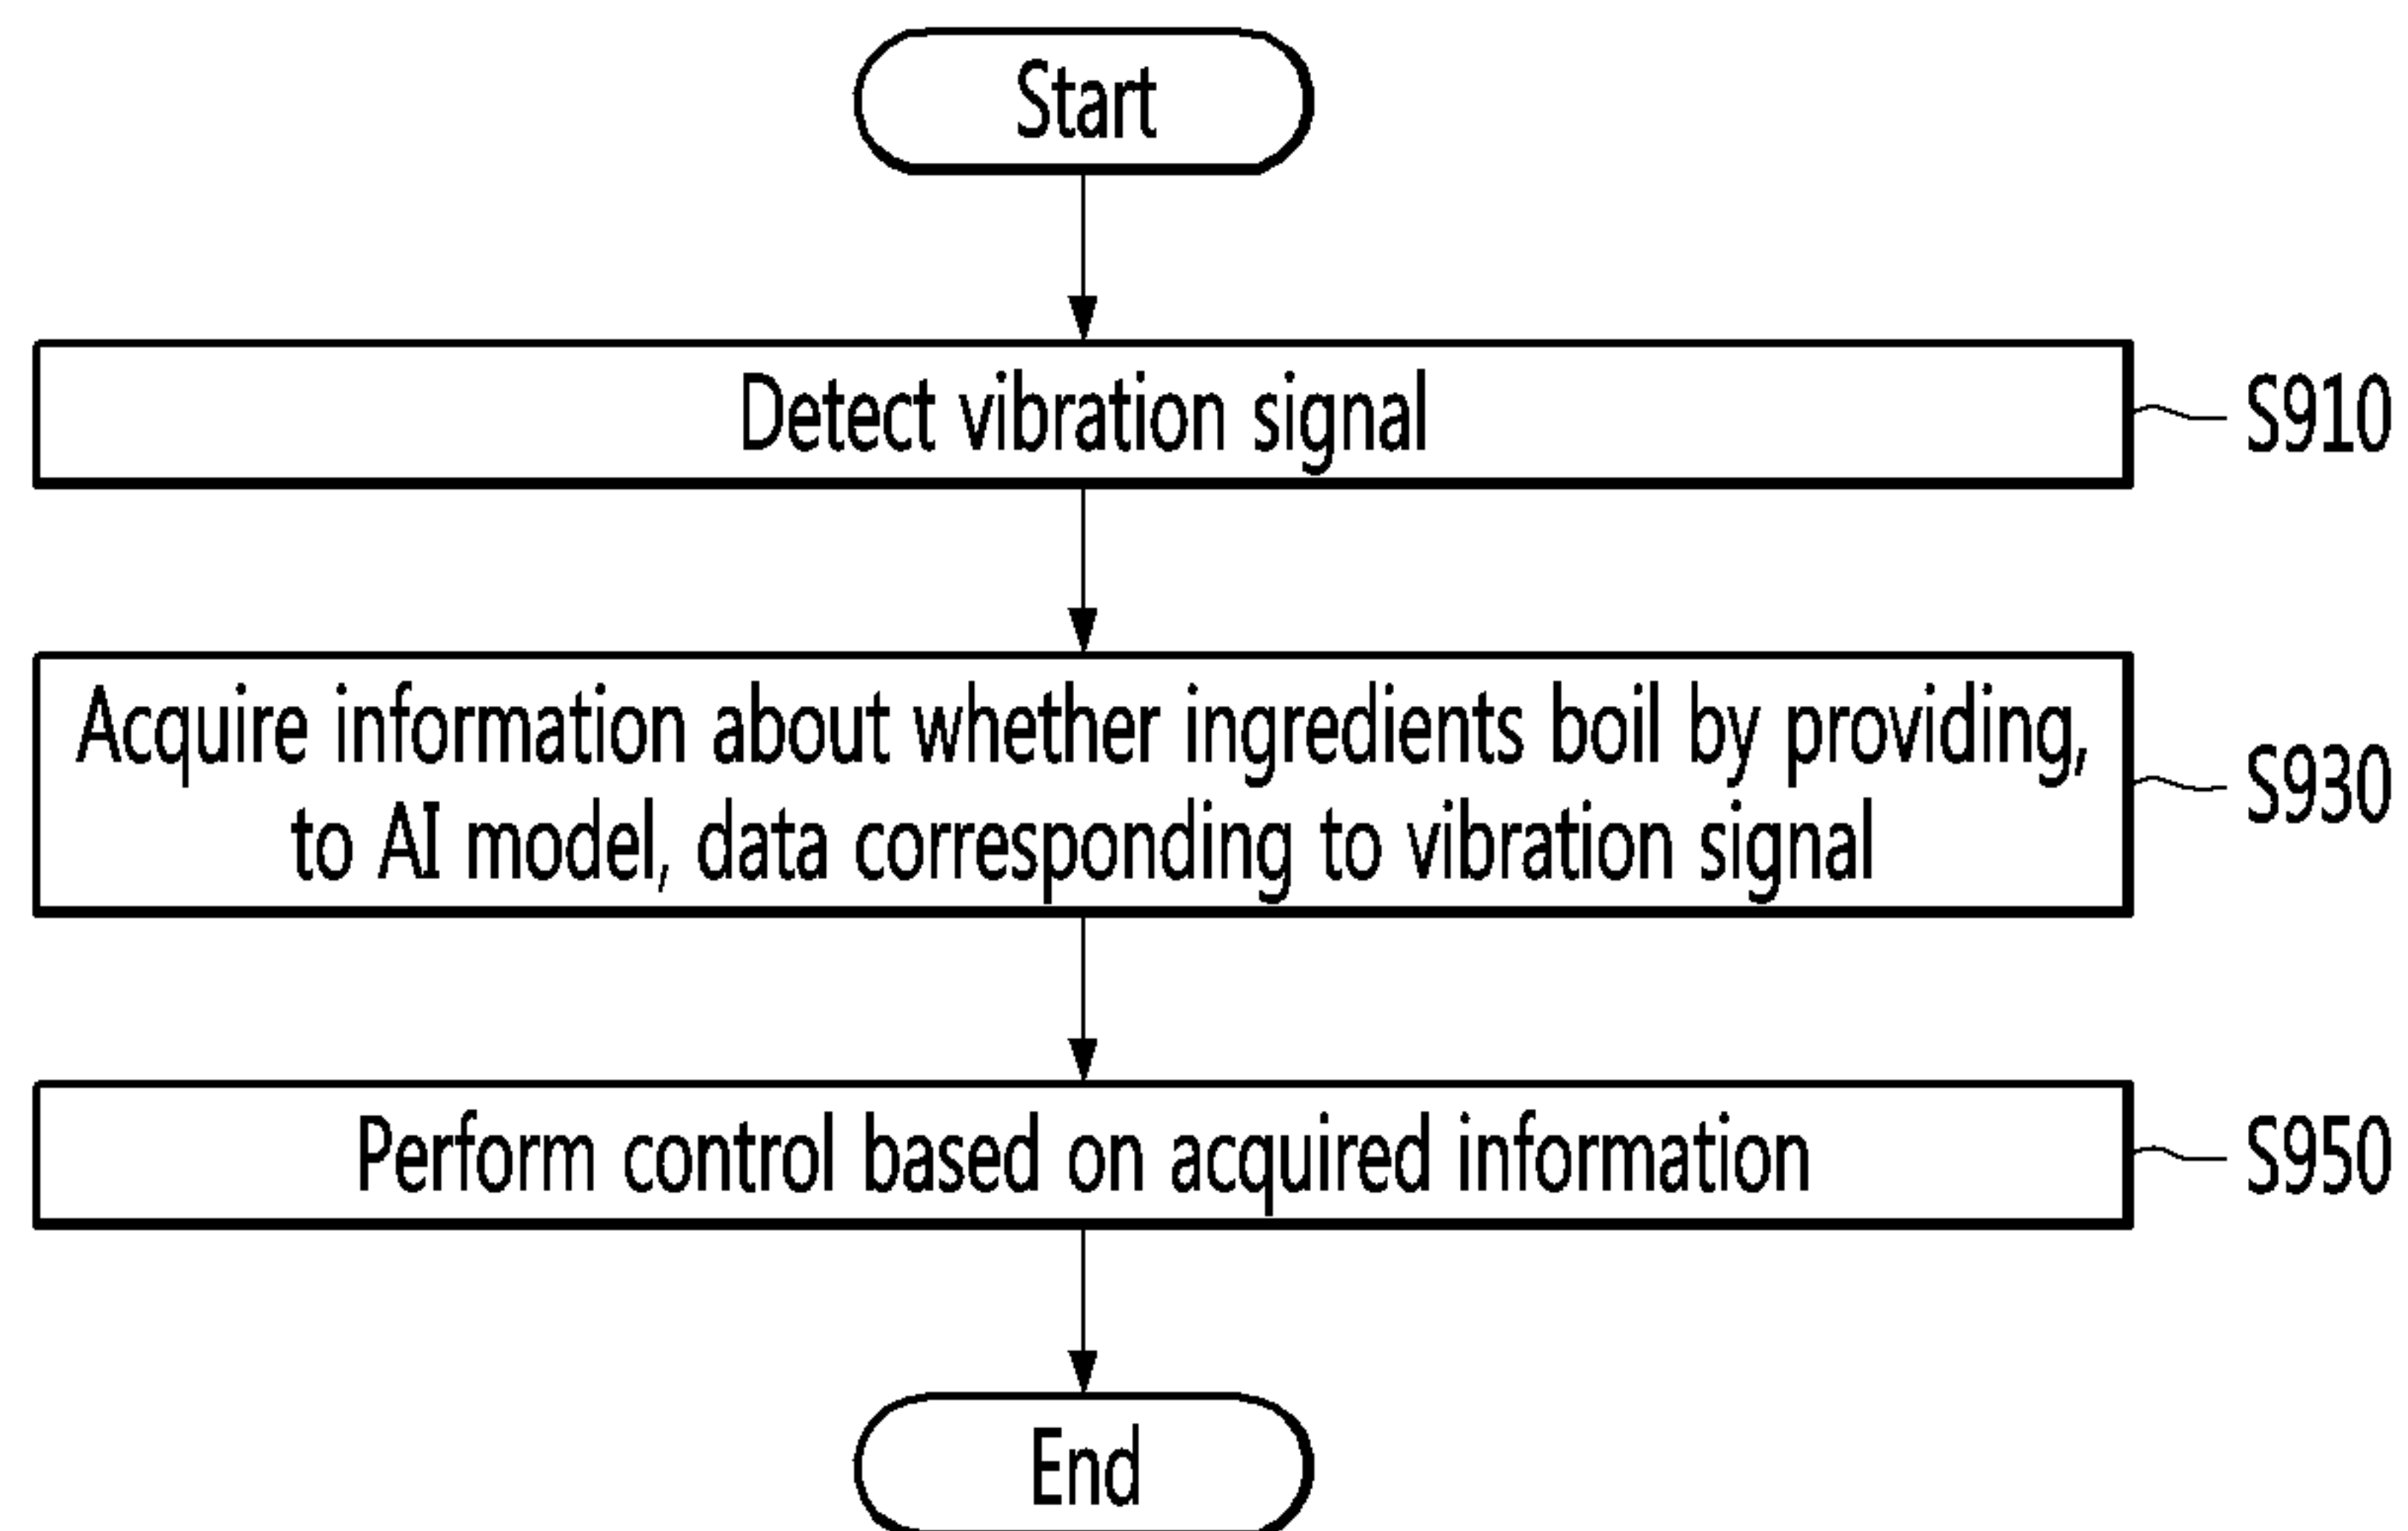 Start
Detect vibration signal
S910
Acquire information about whether ingredients boil by providing,
to AI model, data corresponding to vibration signal
S930
Perform control based on acquired information
S950
End